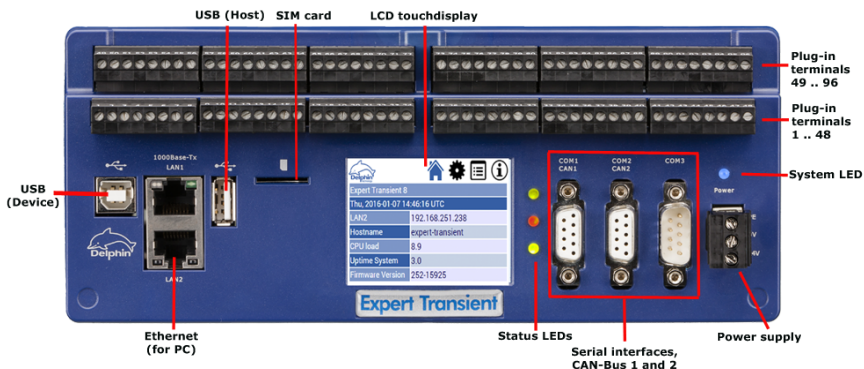 USB (Host)
SIM card
LCD touchdisplay
Plug-in
terminals
49 .. 96
Plug-in
terminals
1 .. 48
1000Base-Tx
LAN1
COM1
CAN1
COM2
CAN2
COM3
System LED
Power
USB
(Device)
Delphin
Delphin
LAN2
Expert Transient 8
Thu, 2016-01-07 14:46:16 UTC
LAN2 192.168.251.238
Hostname expert-transient
CPU load 8.9
Uptime System 3.0
Firmware Version 252-15925
Expert Transient
Ethernet
(for PC)
Status LEDs
Serial interfaces,
CAN-Bus 1 and 2
Power supply